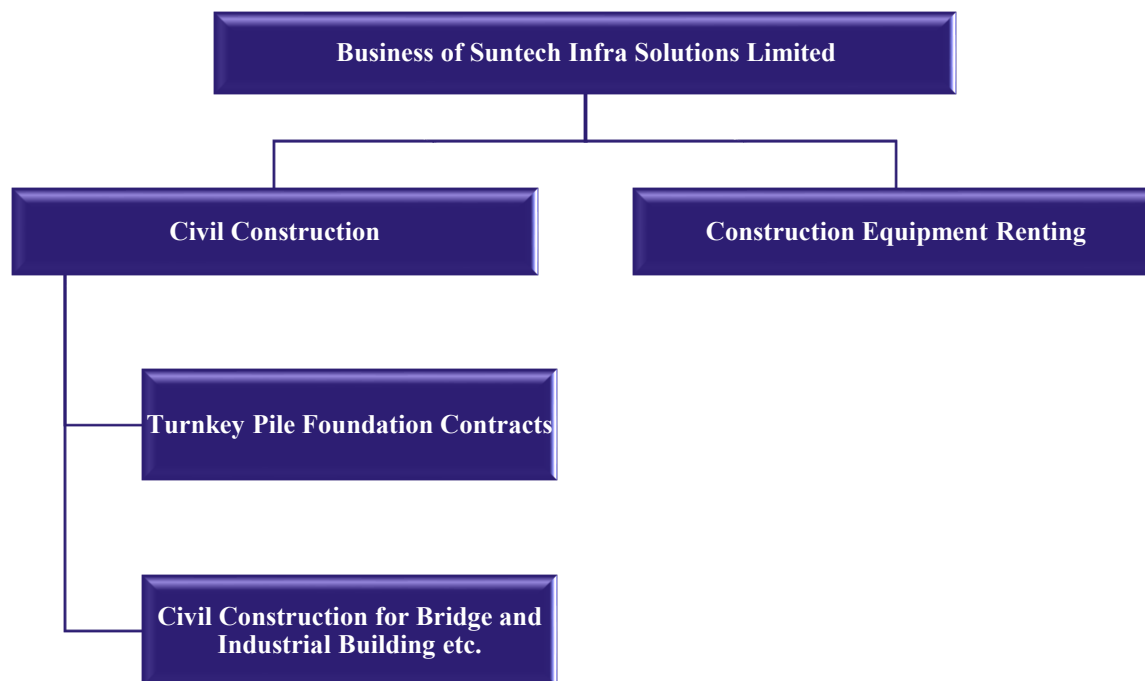 Business of Suntech Infra Solutions Limited
Civil Construction
Construction Equipment Renting
Turnkey Pile Foundation Contracts
Civil Construction for Bridge and
Industrial Building etc.